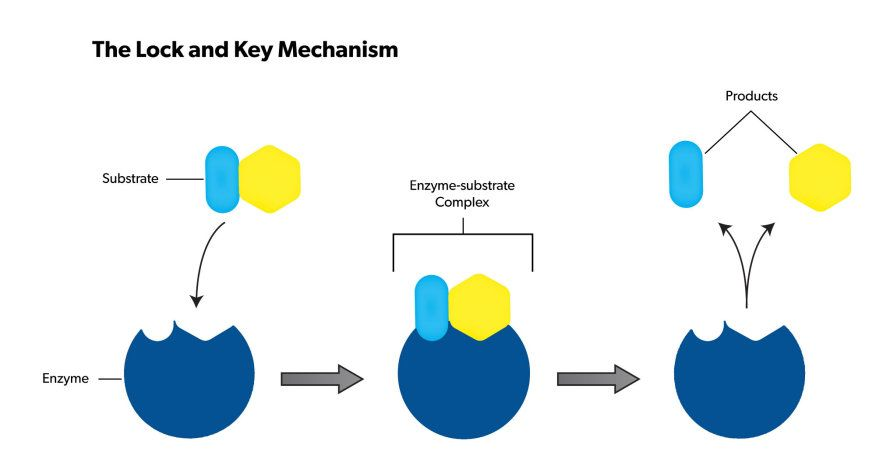 The Lock and Key Mechanism
Products
Substrate
Enzyme-substrate
Complex
Enzyme